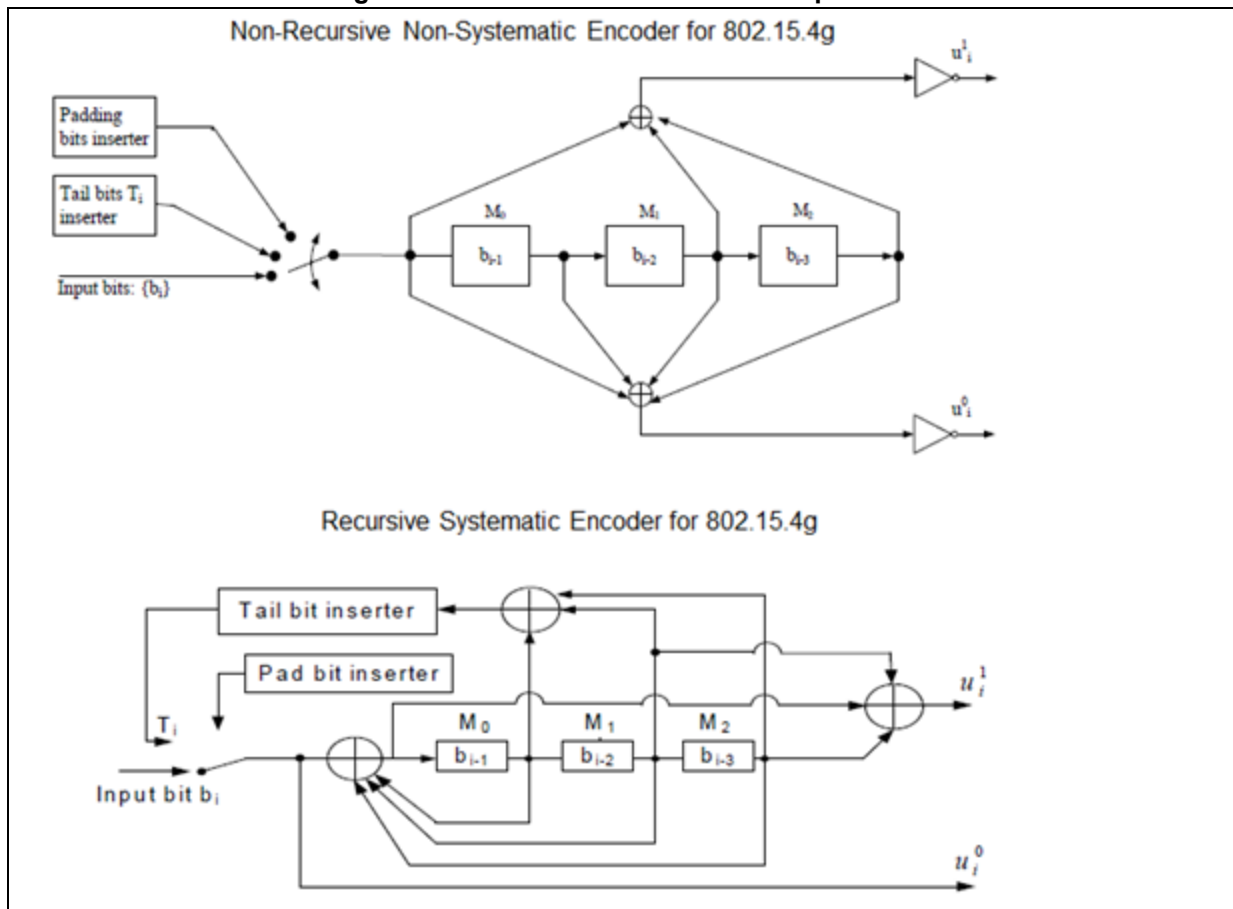 Non-Recursive Non-Systematic Encoder for 802.15.4g
u¹ᵢ
Padding
bits inserter
Tail bits Tᵢ
inserter
Input bits: {bᵢ}
M₀
M₁
M₂
bᵢ₋₁
bᵢ₋₂
bᵢ₋₃
u⁰ᵢ
Recursive Systematic Encoder for 802.15.4g
Tail bit inserter
Pad bit inserter
Tᵢ
Input bit bᵢ
M₀
M₁
M₂
bᵢ₋₁
bᵢ₋₂
bᵢ₋₃
uᵢ¹
uᵢ⁰